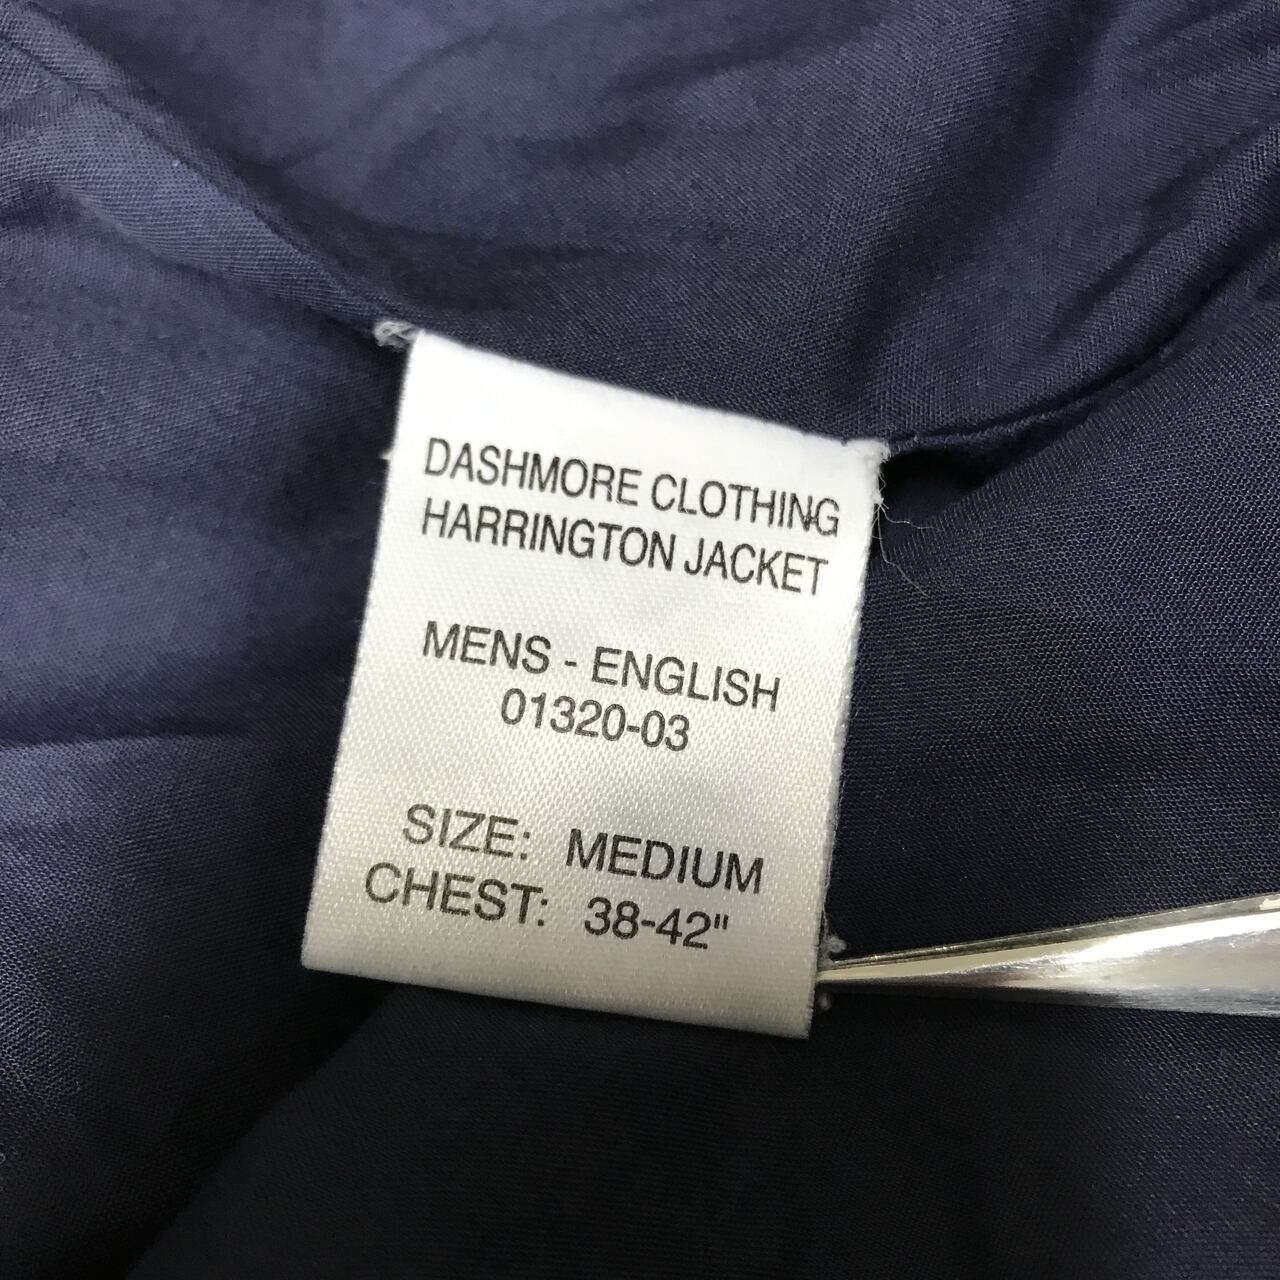 DASHMORE CLOTHING
HARRINGTON JACKET
MENS - ENGLISH
01320-03
SIZE: MEDIUM
CHEST: 38-42"